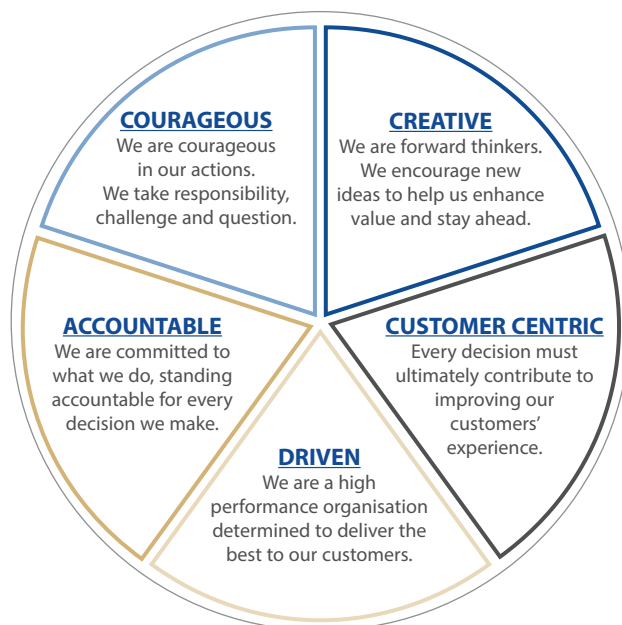 COURAGEOUS
We are courageous
in our actions.
We take responsibility,
challenge and question.
CREATIVE
We are forward thinkers.
We encourage new
ideas to help us enhance
value and stay ahead.
ACCOUNTABLE
We are committed to
what we do, standing
accountable for every
decision we make.
CUSTOMER CENTRIC
Every decision must
ultimately contribute to
improving our
customers’
experience.
DRIVEN
We are a high
performance organisation
determined to deliver the
best to our customers.